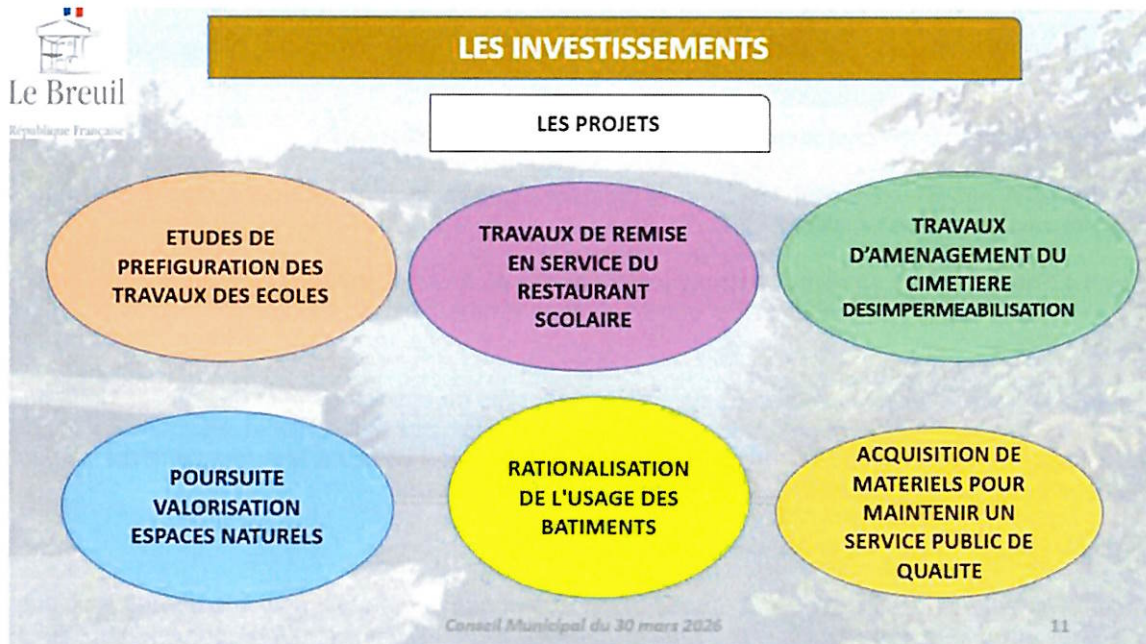 Le Breuil
République Française
LES INVESTISSEMENTS
LES PROJETS
ETUDES DE
PREFIGURATION DES
TRAVAUX DES ECOLES
TRAVAUX DE REMISE
EN SERVICE DU
RESTAURANT
SCOLAIRE
TRAVAUX
D'AMENAGEMENT DU
CIMETIERE
DESIMPERMEABILISATION
POURSUITE
VALORISATION
ESPACES NATURELS
RATIONALISATION
DE L'USAGE DES
BATIMENTS
ACQUISITION DE
MATERIELS POUR
MAINTENIR UN
SERVICE PUBLIC DE
QUALITE
Conseil Municipal du 30 mars 2026
11